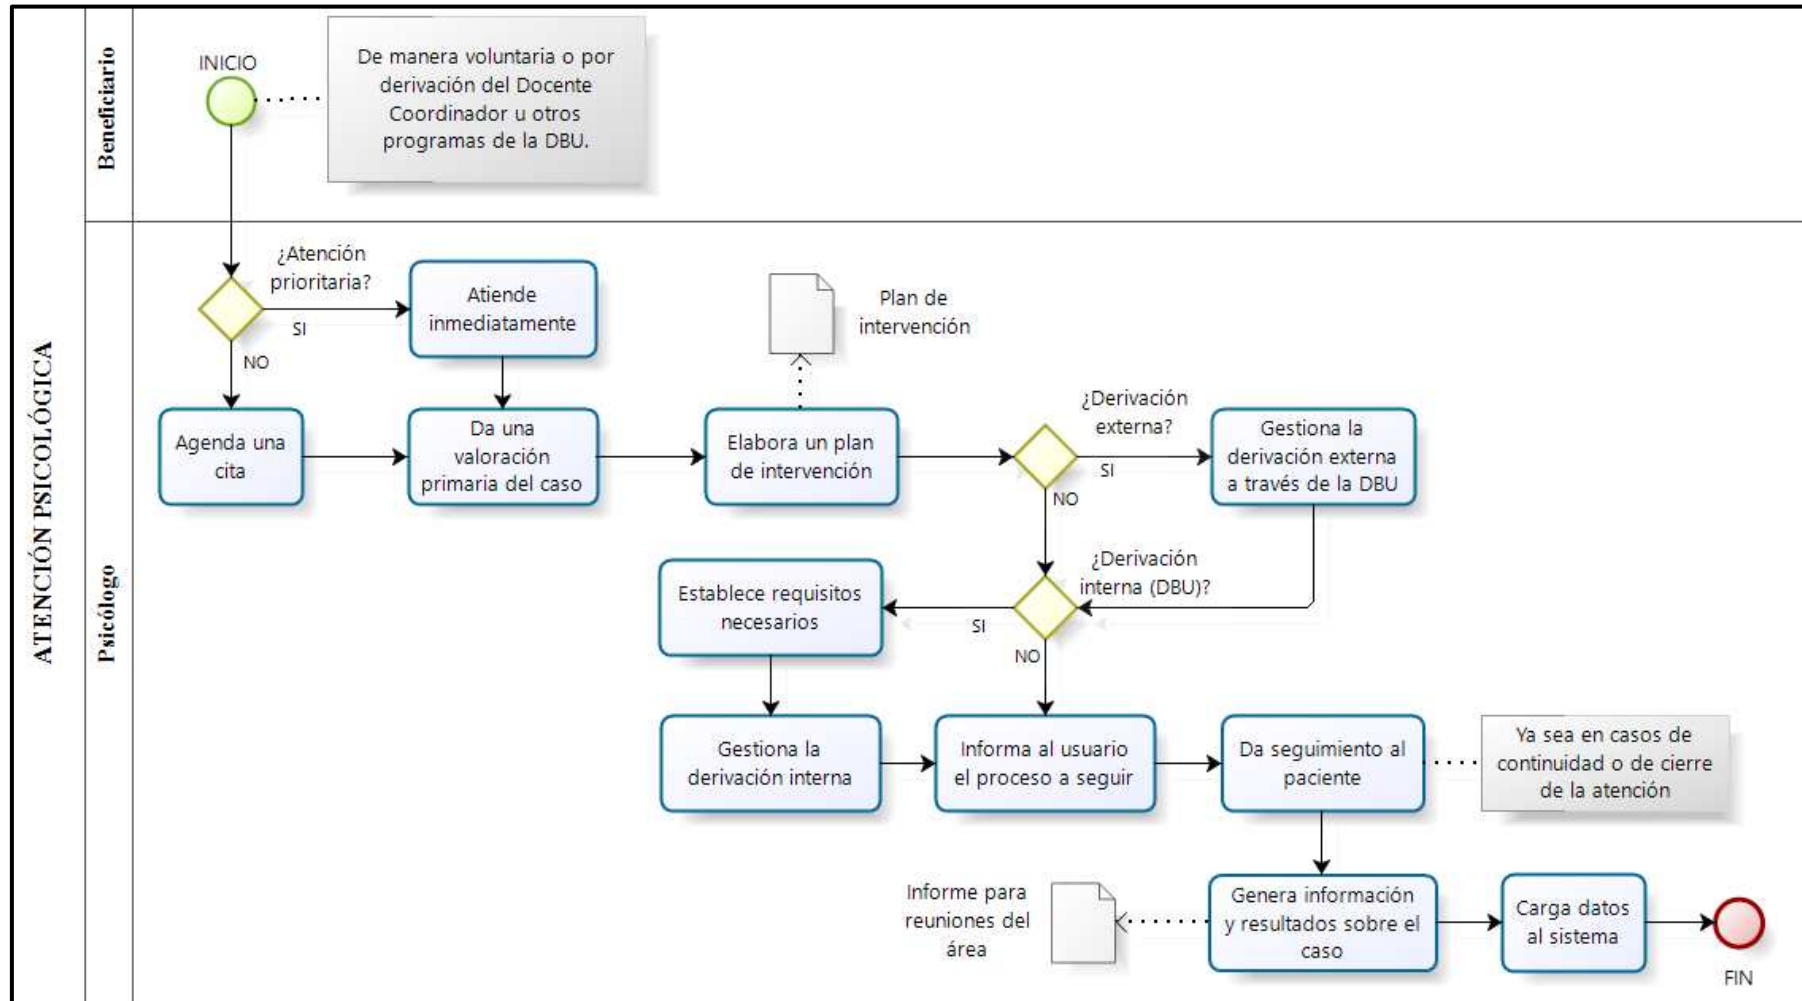 ATENCIÓN PSICOLÓGICA
Beneficiario
INICIO
De manera voluntaria o por
derivación del Docente
Coordinador u otros
programas de la DBU.
Psicólogo
¿Atención
prioritaria?
SI
NO
Atiende
inmediatamente
Agenda una
cita
Da una
valoración
primaria del caso
Plan de
intervención
Elabora un plan
de intervención
¿Derivación
externa?
SI
NO
Gestiona la
derivación externa
a través de la DBU
¿Derivación
interna (DBU)?
SI
NO
Establece requisitos
necesarios
Gestiona la
derivación interna
Informa al usuario
el proceso a seguir
Da seguimiento al
paciente
Ya sea en casos de
continuidad o de cierre
de la atención
Informe para
reuniones del
área
Genera información
y resultados sobre el
caso
Carga datos
al sistema
FIN